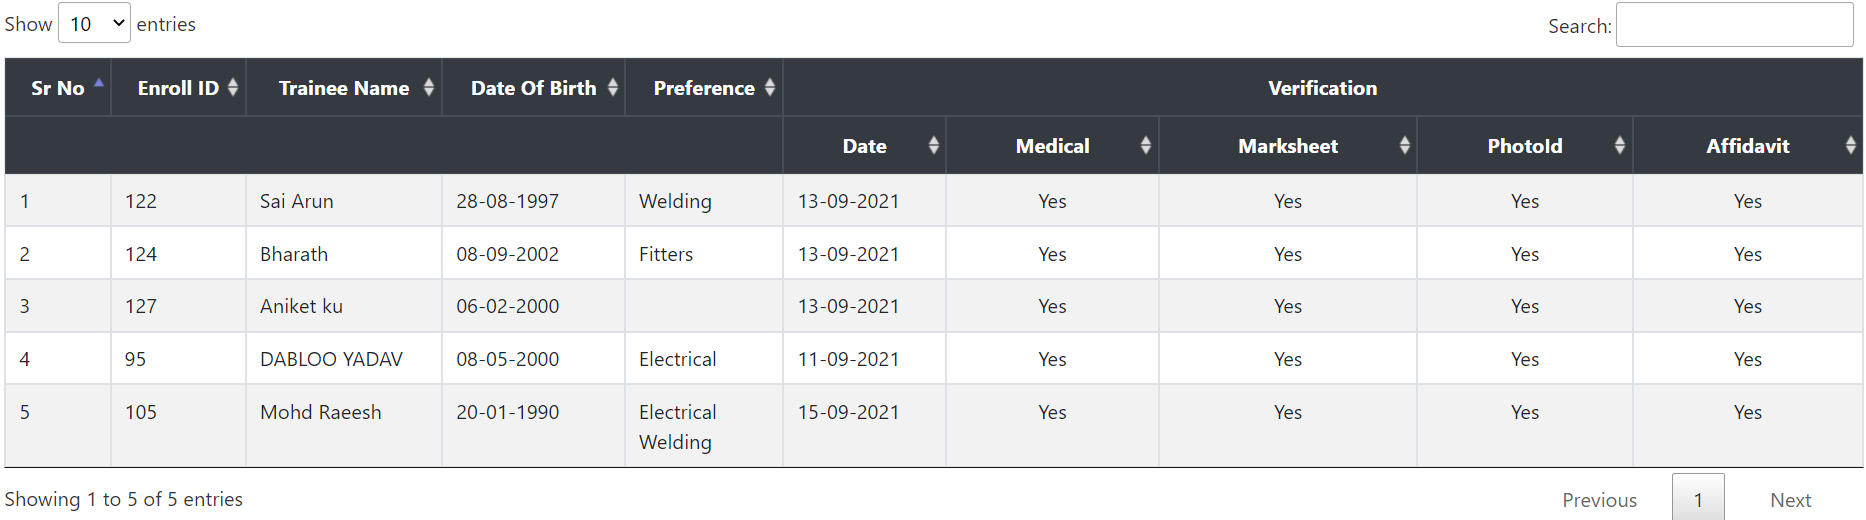 Show 10 entries Search:
Sr No Enroll ID Trainee Name Date Of Birth Preference Verification
Date Medical Marksheet PhotoId Affidavit
1 122 Sai Arun 28-08-1997 Welding 13-09-2021 Yes Yes Yes Yes
2 124 Bharath 08-09-2002 Fitters 13-09-2021 Yes Yes Yes Yes
3 127 Aniket ku 06-02-2000 13-09-2021 Yes Yes Yes Yes
4 95 DABLOO YADAV 08-05-2000 Electrical 11-09-2021 Yes Yes Yes Yes
5 105 Mohd Raeesh 20-01-1990 Electrical 15-09-2021 Yes Yes Yes Yes
Welding
Showing 1 to 5 of 5 entries Previous 1 Next